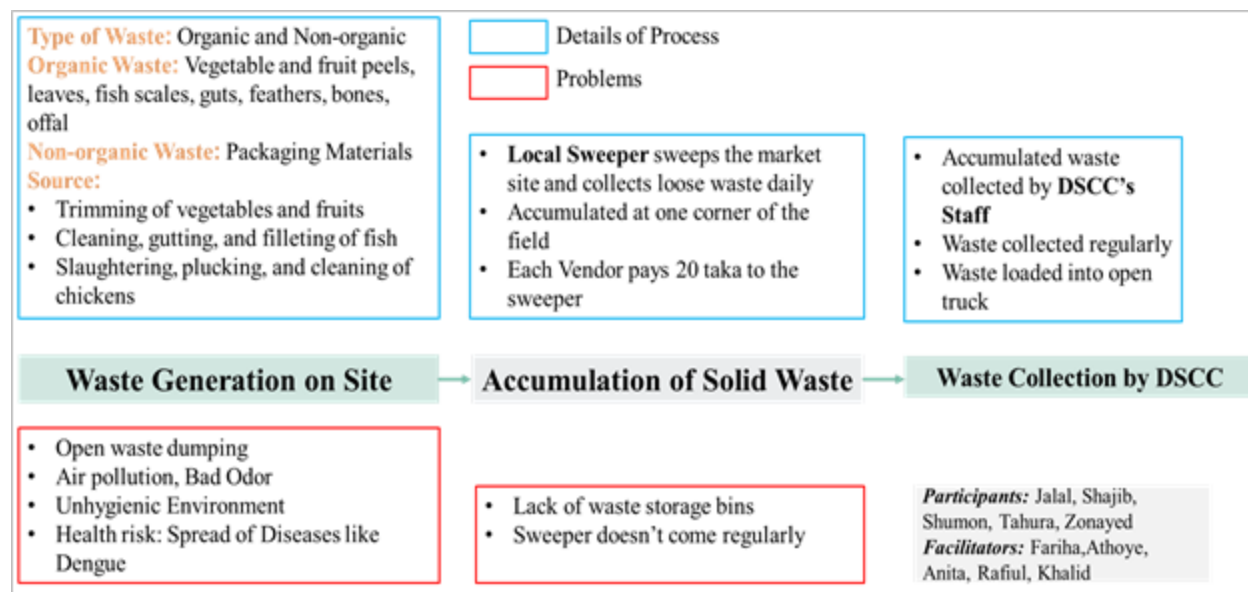 Type of Waste: Organic and Non-organic
Organic Waste: Vegetable and fruit peels,
leaves, fish scales, guts, feathers, bones,
offal
Non-organic Waste: Packaging Materials
Source:
• Trimming of vegetables and fruits
• Cleaning, gutting, and filleting of fish
• Slaughtering, plucking, and cleaning of
chickens
Details of Process
Problems
• Local Sweeper sweeps the market
site and collects loose waste daily
• Accumulated at one corner of the
field
• Each Vendor pays 20 taka to the
sweeper
• Accumulated waste
collected by DSCC's
Staff
• Waste collected regularly
• Waste loaded into open
truck
Waste Generation on Site
Accumulation of Solid Waste
Waste Collection by DSCC
• Open waste dumping
• Air pollution, Bad Odor
• Unhygienic Environment
• Health risk: Spread of Diseases like
Dengue
• Lack of waste storage bins
• Sweeper doesn't come regularly
Participants: Jalal, Shajib,
Shumon, Tahura, Zonayed
Facilitators: Fariha,Athoye,
Anita, Rafiul, Khalid